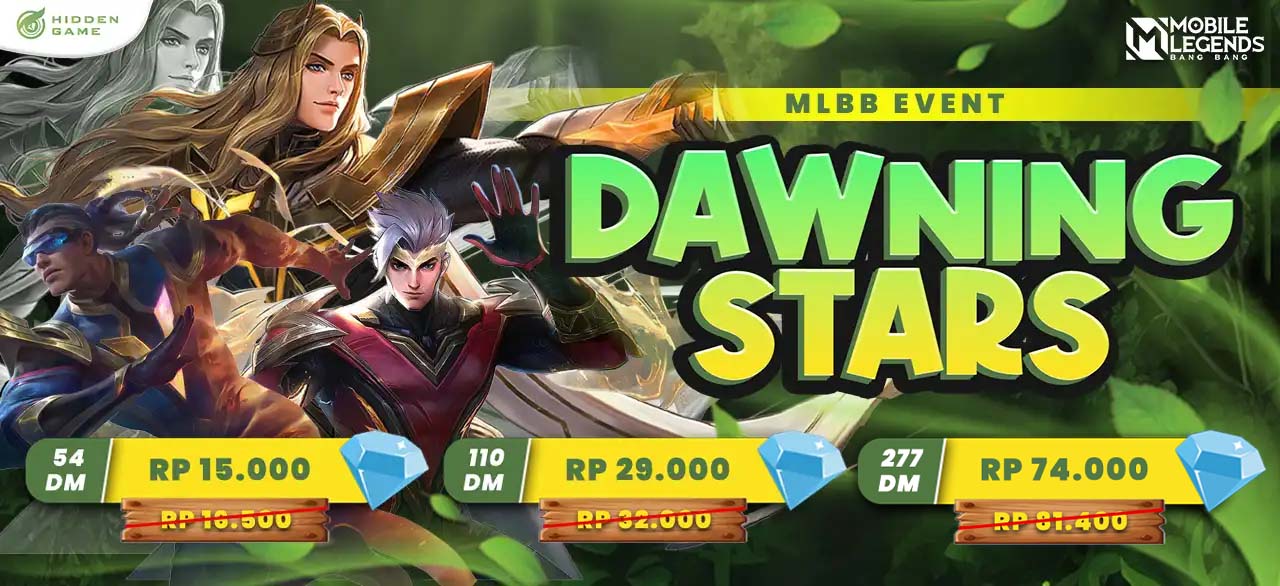 HIDDEN
GAME
MOBILE
LEGENDS
BANG BANG
MLBB EVENT
DAWNING
STARS
54
DM
RP 15.000
RP 16.500
110
DM
RP 29.000
RP 32.000
277
DM
RP 74.000
RP 81.400